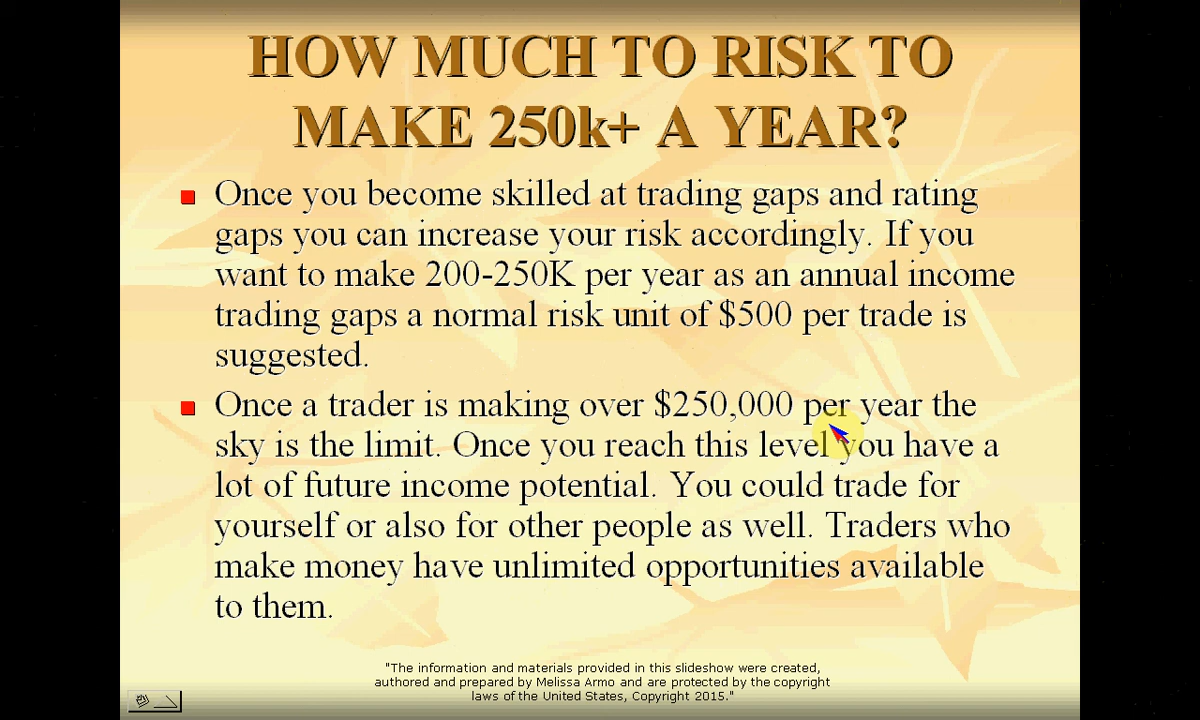 HOW MUCH TO RISK TO
MAKE 250k+ A YEAR?
Once you become skilled at trading gaps and rating
gaps you can increase your risk accordingly. If you
want to make 200-250K per year as an annual income
trading gaps a normal risk unit of $500 per trade is
suggested.
Once a trader is making over $250,000 per year the
sky is the limit. Once you reach this level you have a
lot of future income potential. You could trade for
yourself or also for other people as well. Traders who
make money have unlimited opportunities available
to them.
"The information and materials provided in this slideshow were created,
authored and prepared by Melissa Armo and are protected by the copyright
laws of the United States, Copyright 2015."